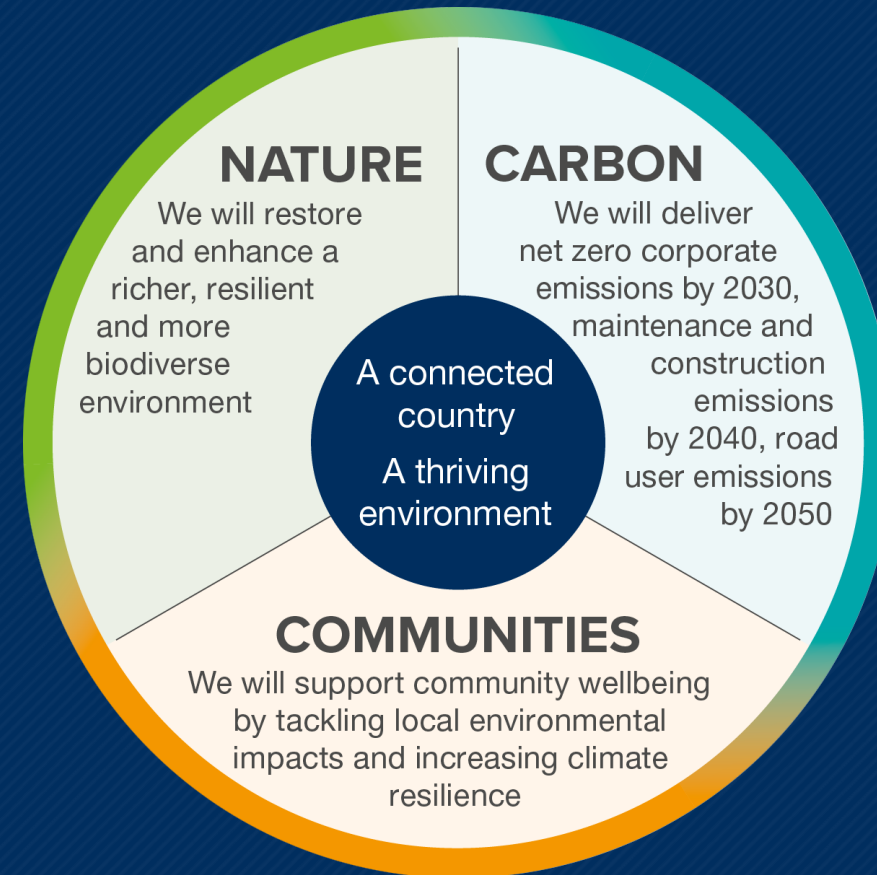 NATURE
We will restore
and enhance a
richer, resilient
and more
biodiverse
environment
CARBON
We will deliver
net zero corporate
emissions by 2030,
maintenance and
construction
emissions
by 2040, road
user emissions
by 2050
A connected
country
A thriving
environment
COMMUNITIES
We will support community wellbeing
by tackling local environmental
impacts and increasing climate
resilience